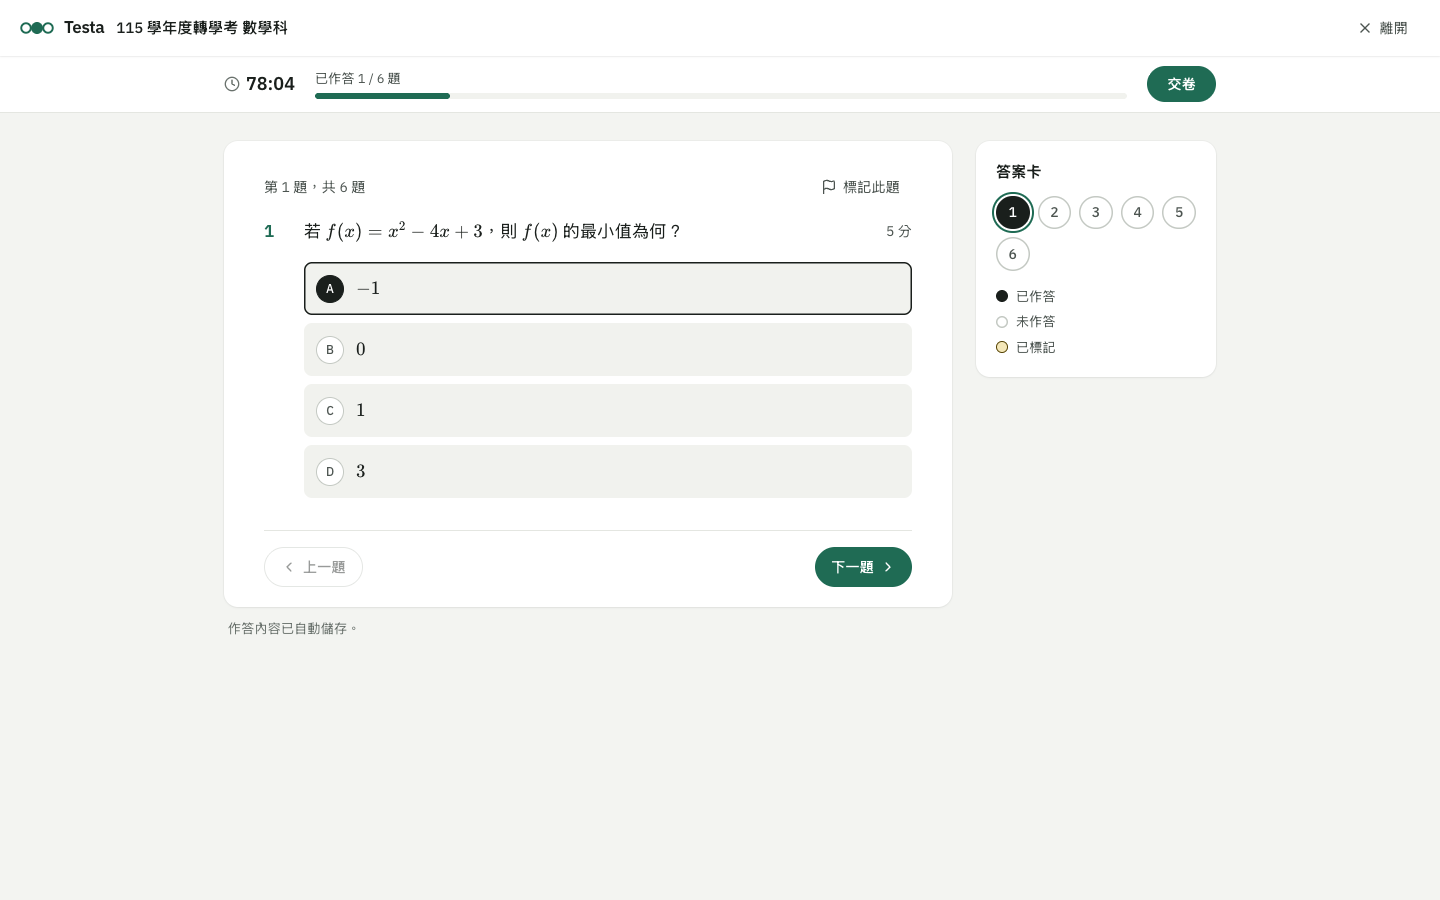 Testa 115 學年度轉學考 數學科
離開
78:04
已作答 1 / 6 題
交卷
第 1 題，共 6 題
標記此題
1 若 f(x) = x² − 4x + 3，則 f(x) 的最小值為何？ 5 分
A −1
B 0
C 1
D 3
上一題
下一題
作答內容已自動儲存。
答案卡
1 2 3 4 5
6
已作答
未作答
已標記